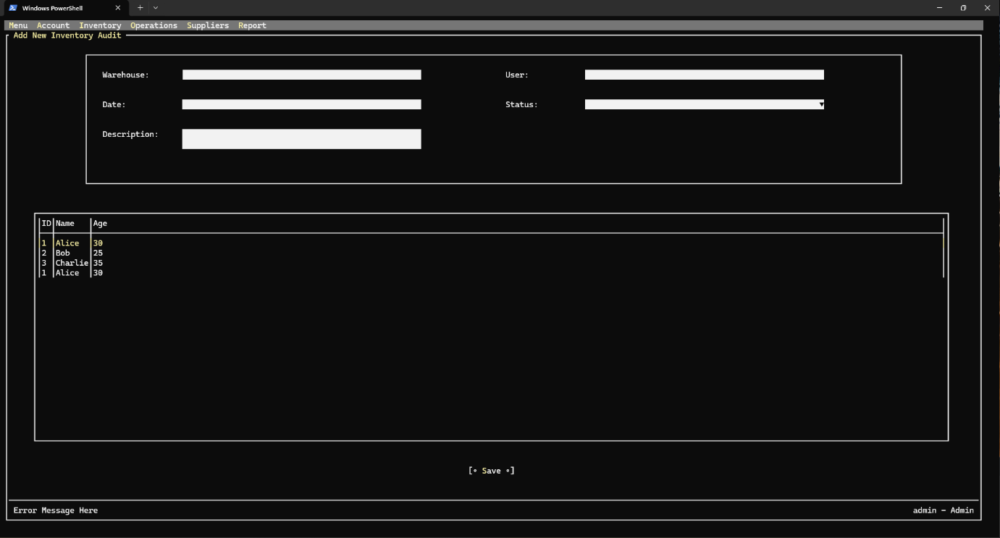 Windows PowerShell
Menu Account Inventory Operations Suppliers Report
Add New Inventory Audit
Warehouse: User:
Date: Status:
Description:
ID Name Age
1 Alice 30
2 Bob 25
3 Charlie 35
1 Alice 30
[◦ Save ◦]
Error Message Here admin - Admin